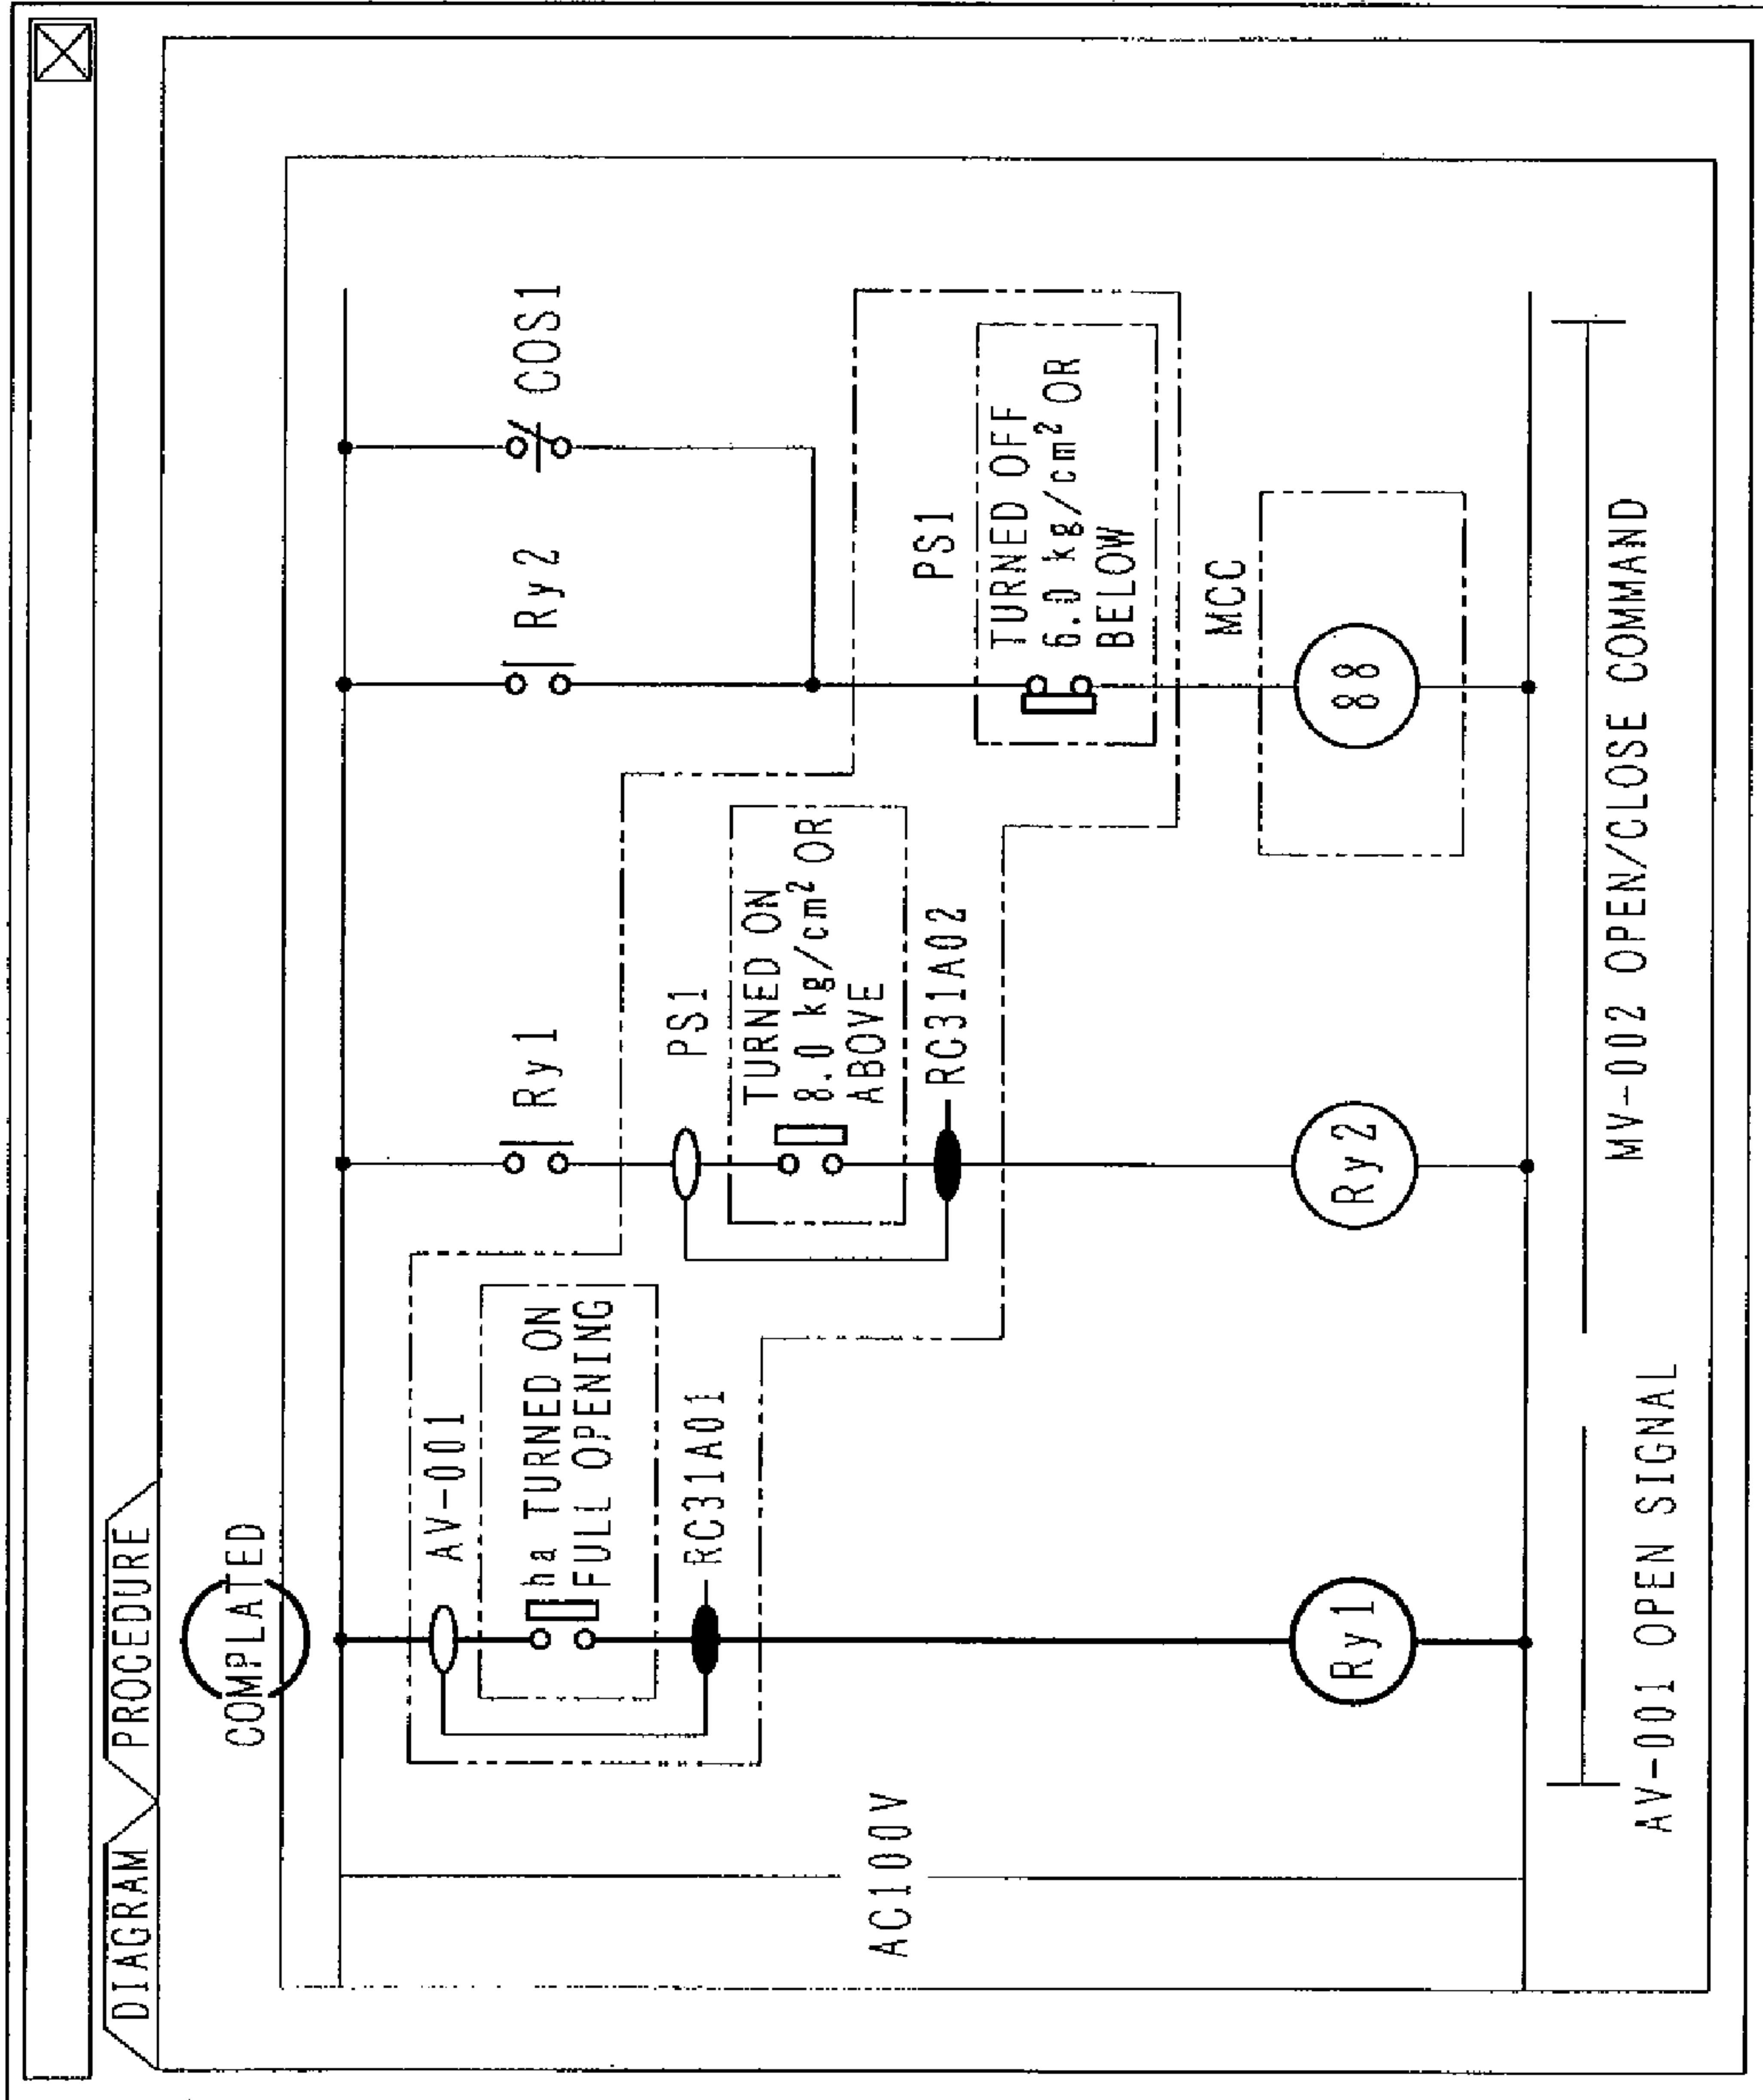 DIAGRAM
PROCEDURE
COMPLATED
AC100V
AV-001
ha TURNED ON
FULL OPENING
RC31A01
Ry1
Ry1
PS1
TURNED ON
8.0 kg/cm² OR
ABOVE
RC31A02
Ry2
Ry2
COS1
PS1
TURNED OFF
6.0 kg/cm² OR
BELOW
MCC
88
AV-001 OPEN SIGNAL
MV-002 OPEN/CLOSE COMMAND